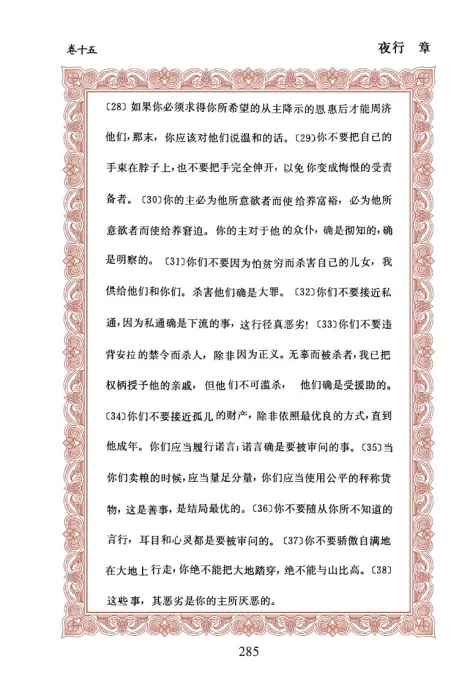 卷十五
夜行 章
〔28〕如果你必须求得你所希望的从主降示的恩惠后才能周济
他们，那末，你应该对他们说温和的话。〔29〕你不要把自己的
手束在脖子上，也不要把手完全伸开，以免你变成悔恨的受责
备者。〔30〕你的主必为他所意欲者而使给养富裕，必为他所
意欲者而使给养窘迫。你的主对于他的众仆，确是彻知的，确
是明察的。〔31〕你们不要因为怕贫穷而杀害自己的儿女，我
供给他们和你们。杀害他们确是大罪。〔32〕你们不要接近私
通，因为私通确是下流的事，这行径真恶劣！〔33〕你们不要违
背安拉的禁令而杀人，除非因为正义。无辜而被杀者，我已把
权柄授予他的亲戚，但他们不可滥杀，他们确是受援助的。
〔34〕你们不要接近孤儿的财产，除非依照最优良的方式，直到
他成年。你们应当履行诺言；诺言确是要被审问的事。〔35〕当
你们卖粮的时候，应当量足分量，你们应当使用公平的秤称货
物，这是善事，是结局最优的。〔36〕你不要随从你所不知道的
言行，耳目和心灵都是要被审问的。〔37〕你不要骄傲自满地
在大地上行走，你绝不能把大地踏穿，绝不能与山比高。〔38〕
这些事，其恶劣是你的主所厌恶的。
285